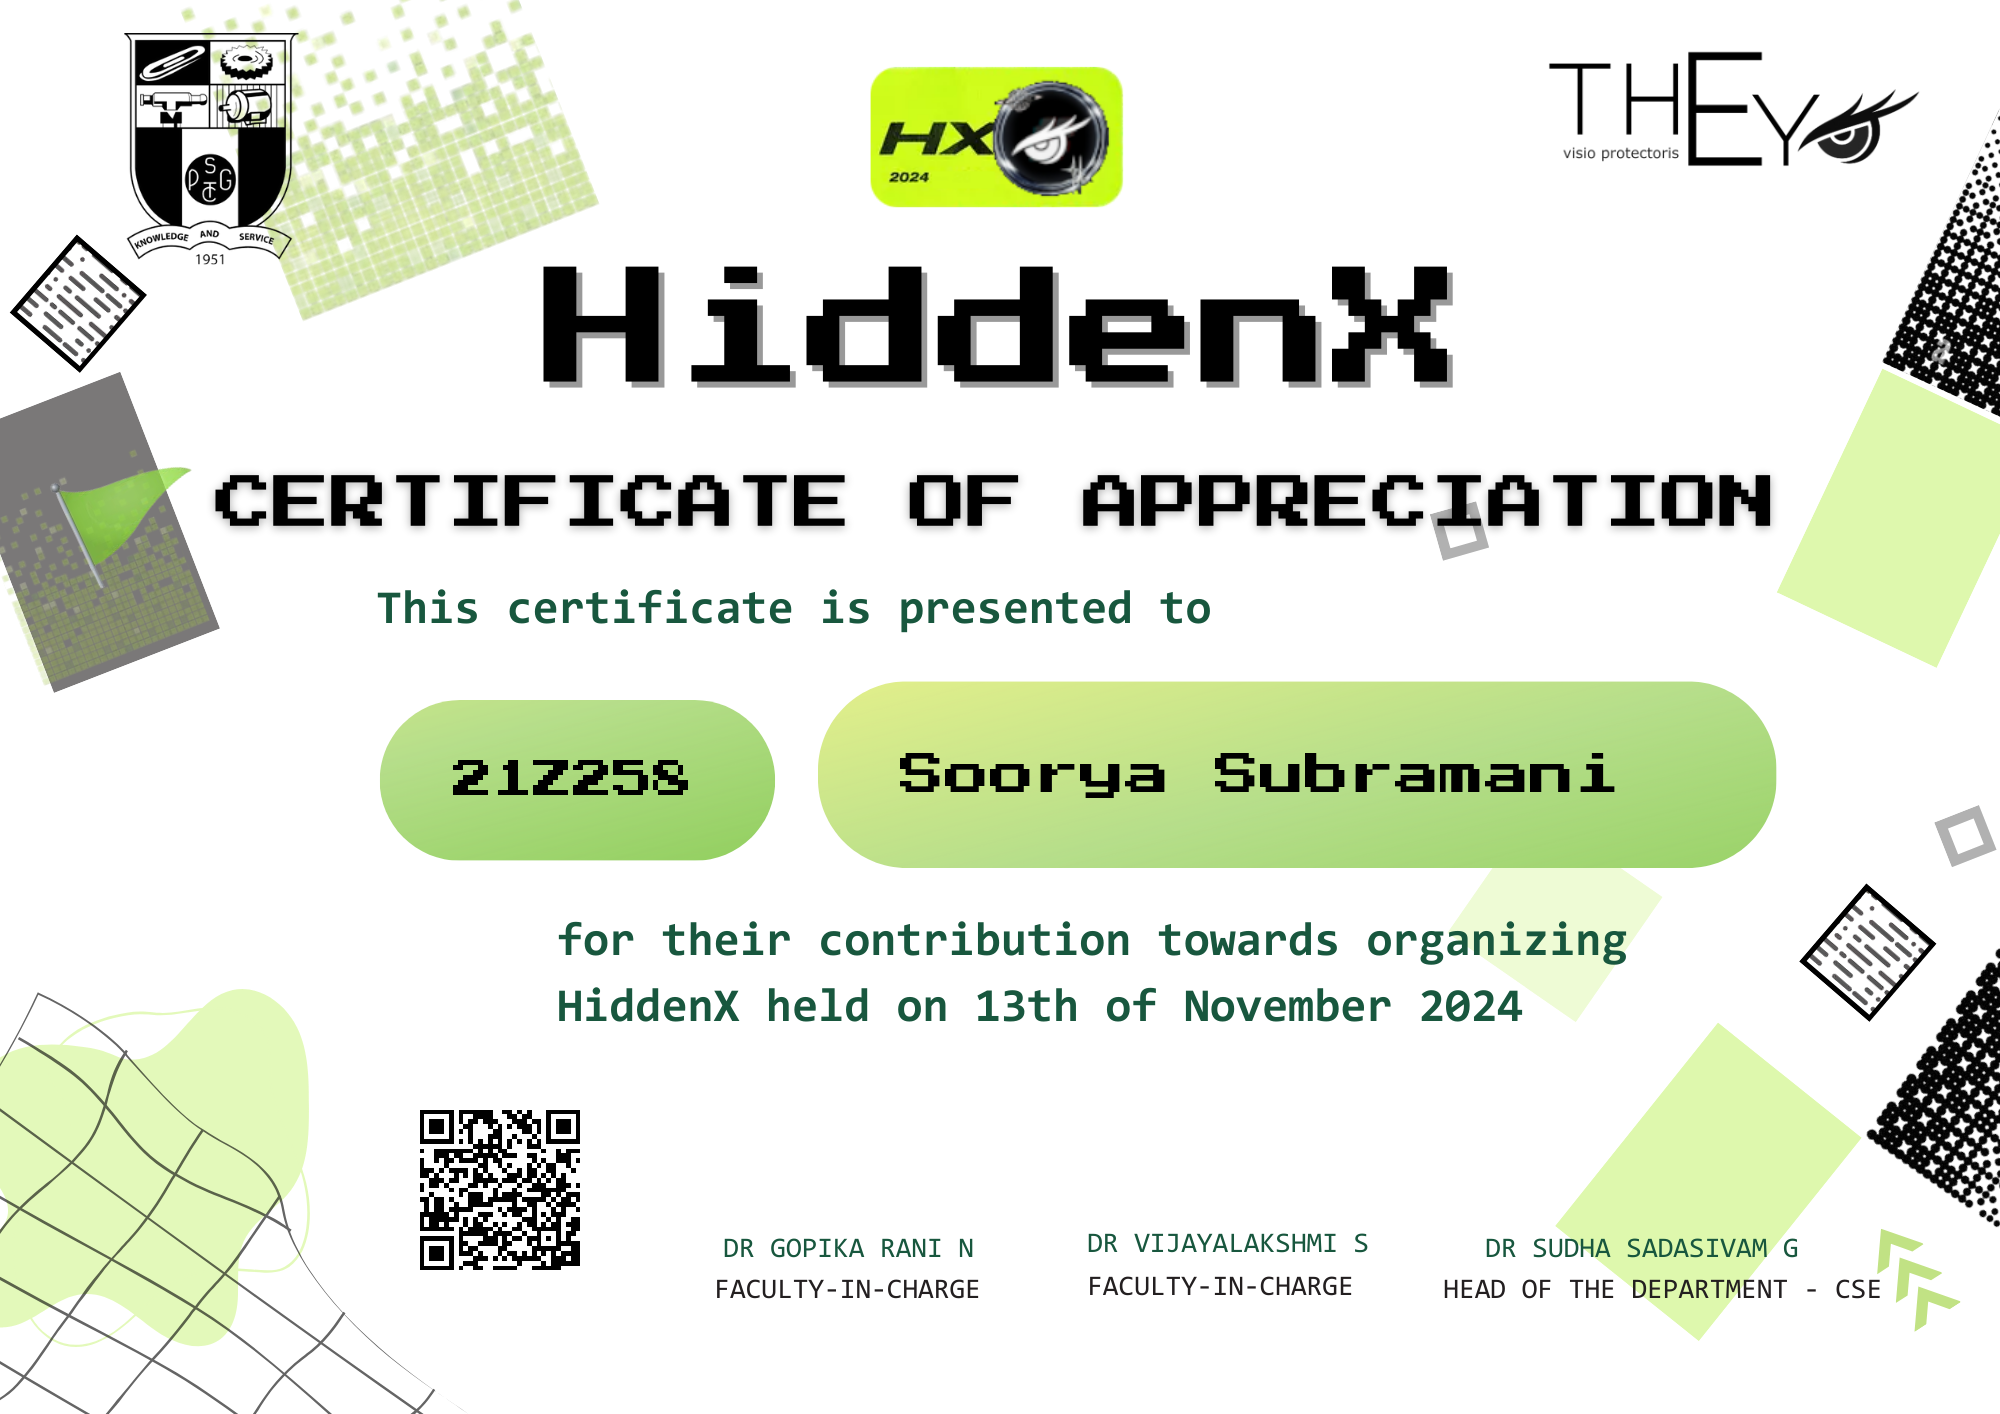 KNOWLEDGE AND SERVICE
1951
HX
2024
THEY
visio protectoris
HiddenX
CERTIFICATE OF APPRECIATION
This certificate is presented to
21Z258
Soorya Subramani
for their contribution towards organizing
HiddenX held on 13th of November 2024
DR GOPIKA RANI N
FACULTY-IN-CHARGE
DR VIJAYALAKSHMI S
FACULTY-IN-CHARGE
DR SUDHA SADASIVAM G
HEAD OF THE DEPARTMENT - CSE